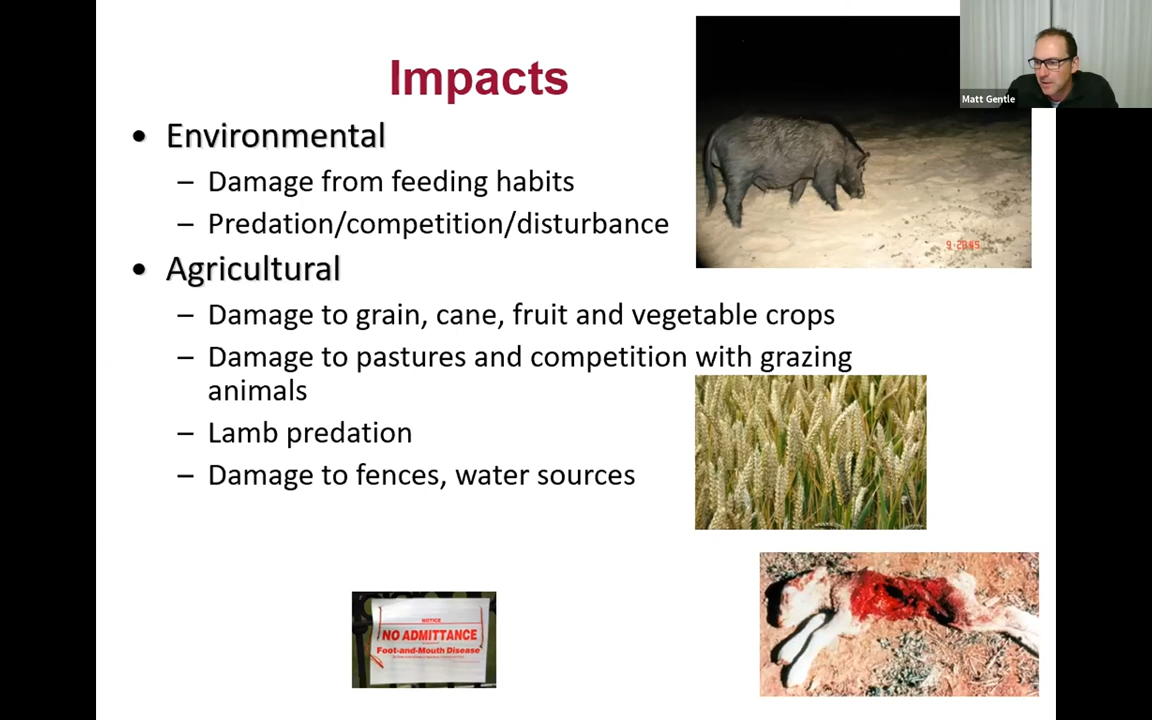 Impacts
Matt Gentle
• Environmental
– Damage from feeding habits
– Predation/competition/disturbance
• Agricultural
– Damage to grain, cane, fruit and vegetable crops
– Damage to pastures and competition with grazing
animals
– Lamb predation
– Damage to fences, water sources
NOTICE
NO ADMITTANCE
Foot-and-Mouth Disease